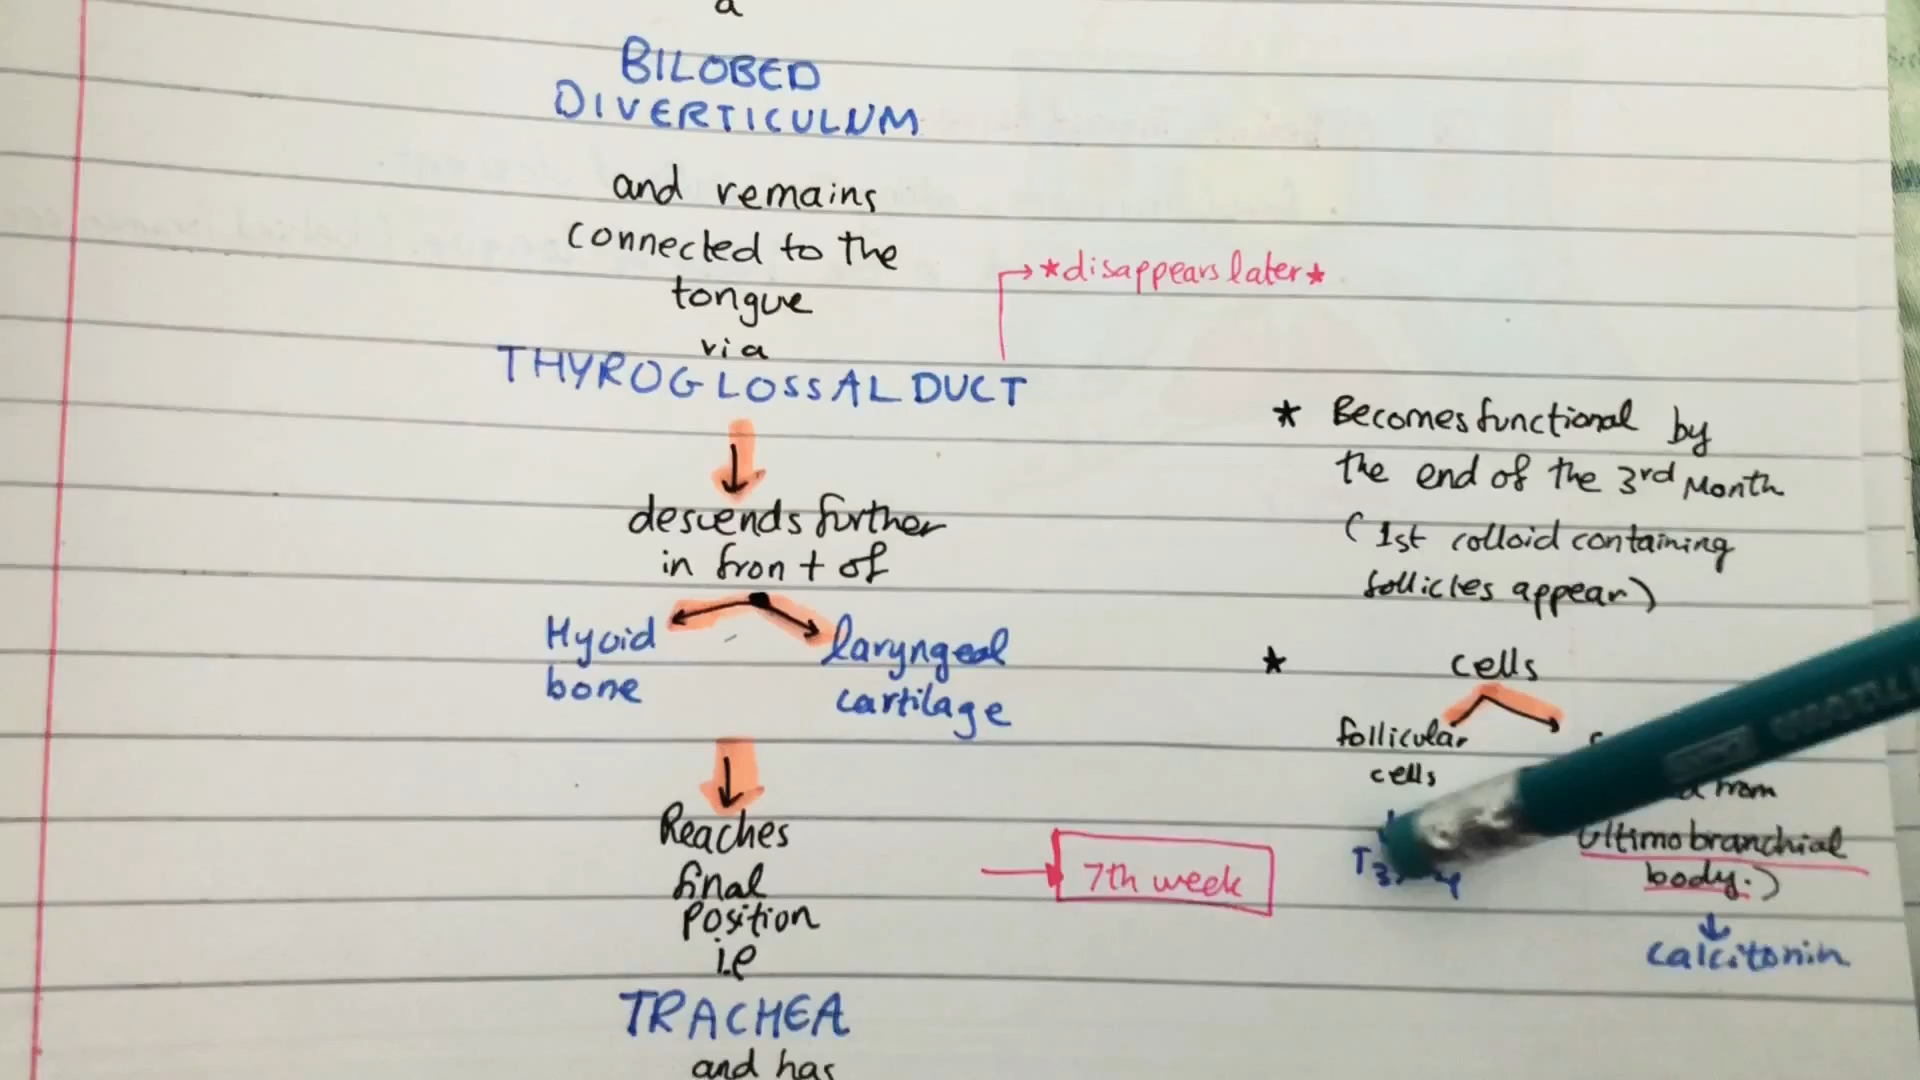 a
BILOBED
DIVERTICULUM
and remains
connected to the
tongue
via
THYROGLOSSAL DUCT
*disappears later*
descends further
in front of
Hyoid
bone
laryngeal
cartilage
Reaches
final
Position
i.e
TRACHEA
and has
7th week
* Becomes functional by
the end of the 3rd Month
(1st colloid containing
follicles appear)
* cells
follicular
cells
T3
from
Ultimobranchial
body.)
calcitonin